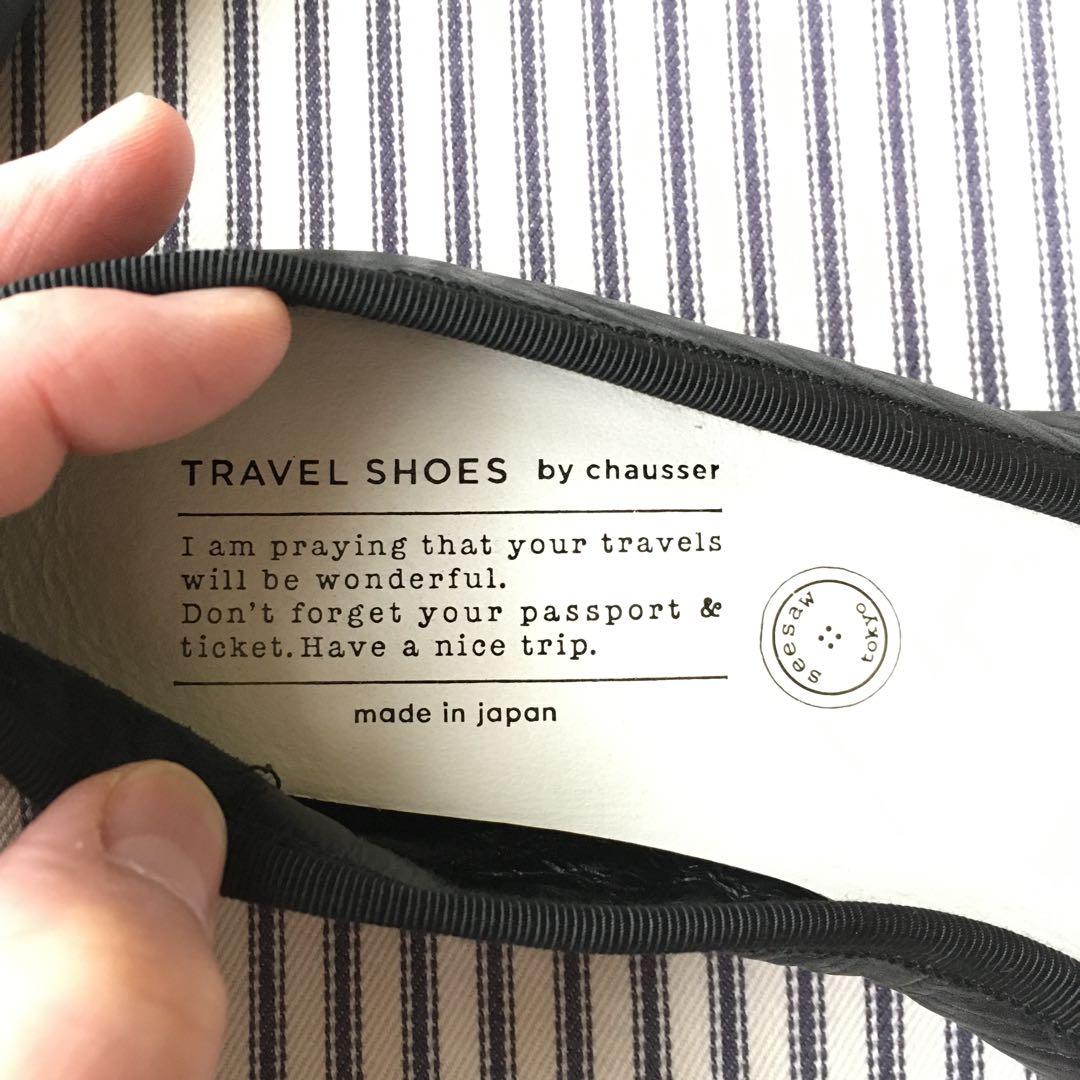 TRAVEL SHOES by chausser
I am praying that your travels
will be wonderful.
Don't forget your passport &
ticket.Have a nice trip.
made in japan
seesaw
tokyo